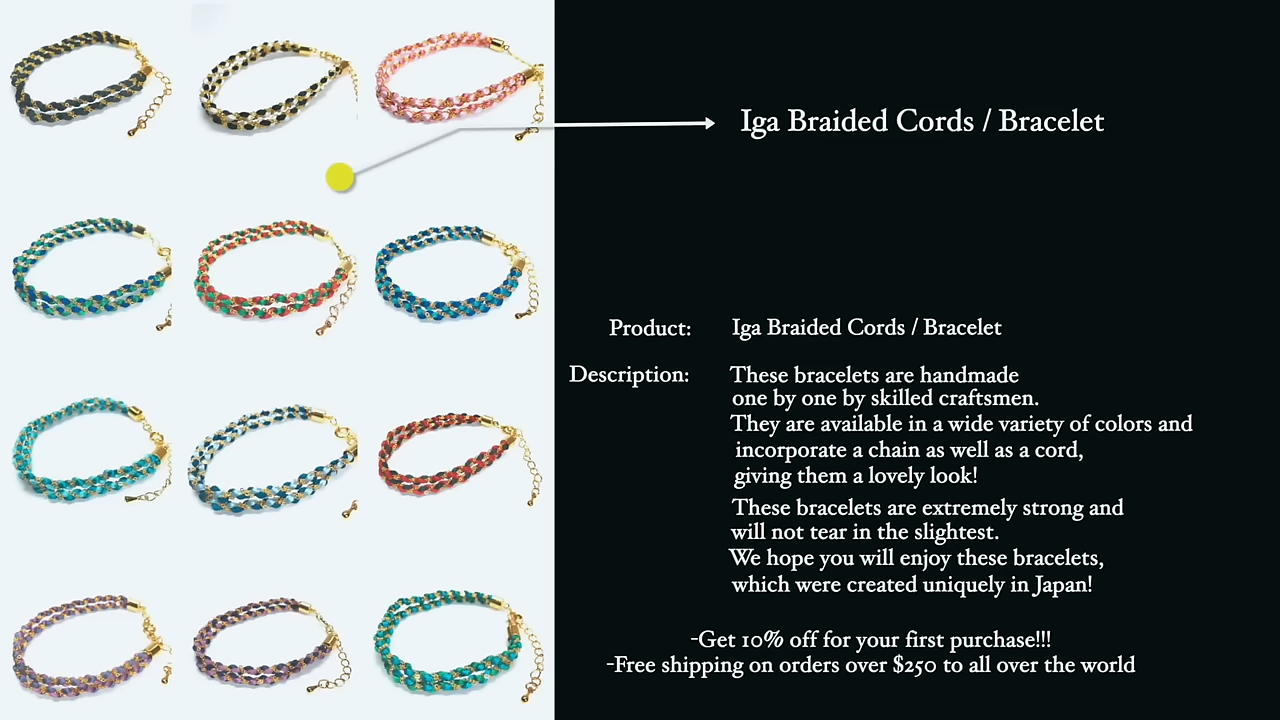 Iga Braided Cords / Bracelet
Product: Iga Braided Cords / Bracelet
Description: These bracelets are handmade
one by one by skilled craftsmen.
They are available in a wide variety of colors and
incorporate a chain as well as a cord,
giving them a lovely look!
These bracelets are extremely strong and
will not tear in the slightest.
We hope you will enjoy these bracelets,
which were created uniquely in Japan!
-Get 10% off for your first purchase!!!
-Free shipping on orders over $250 to all over the world